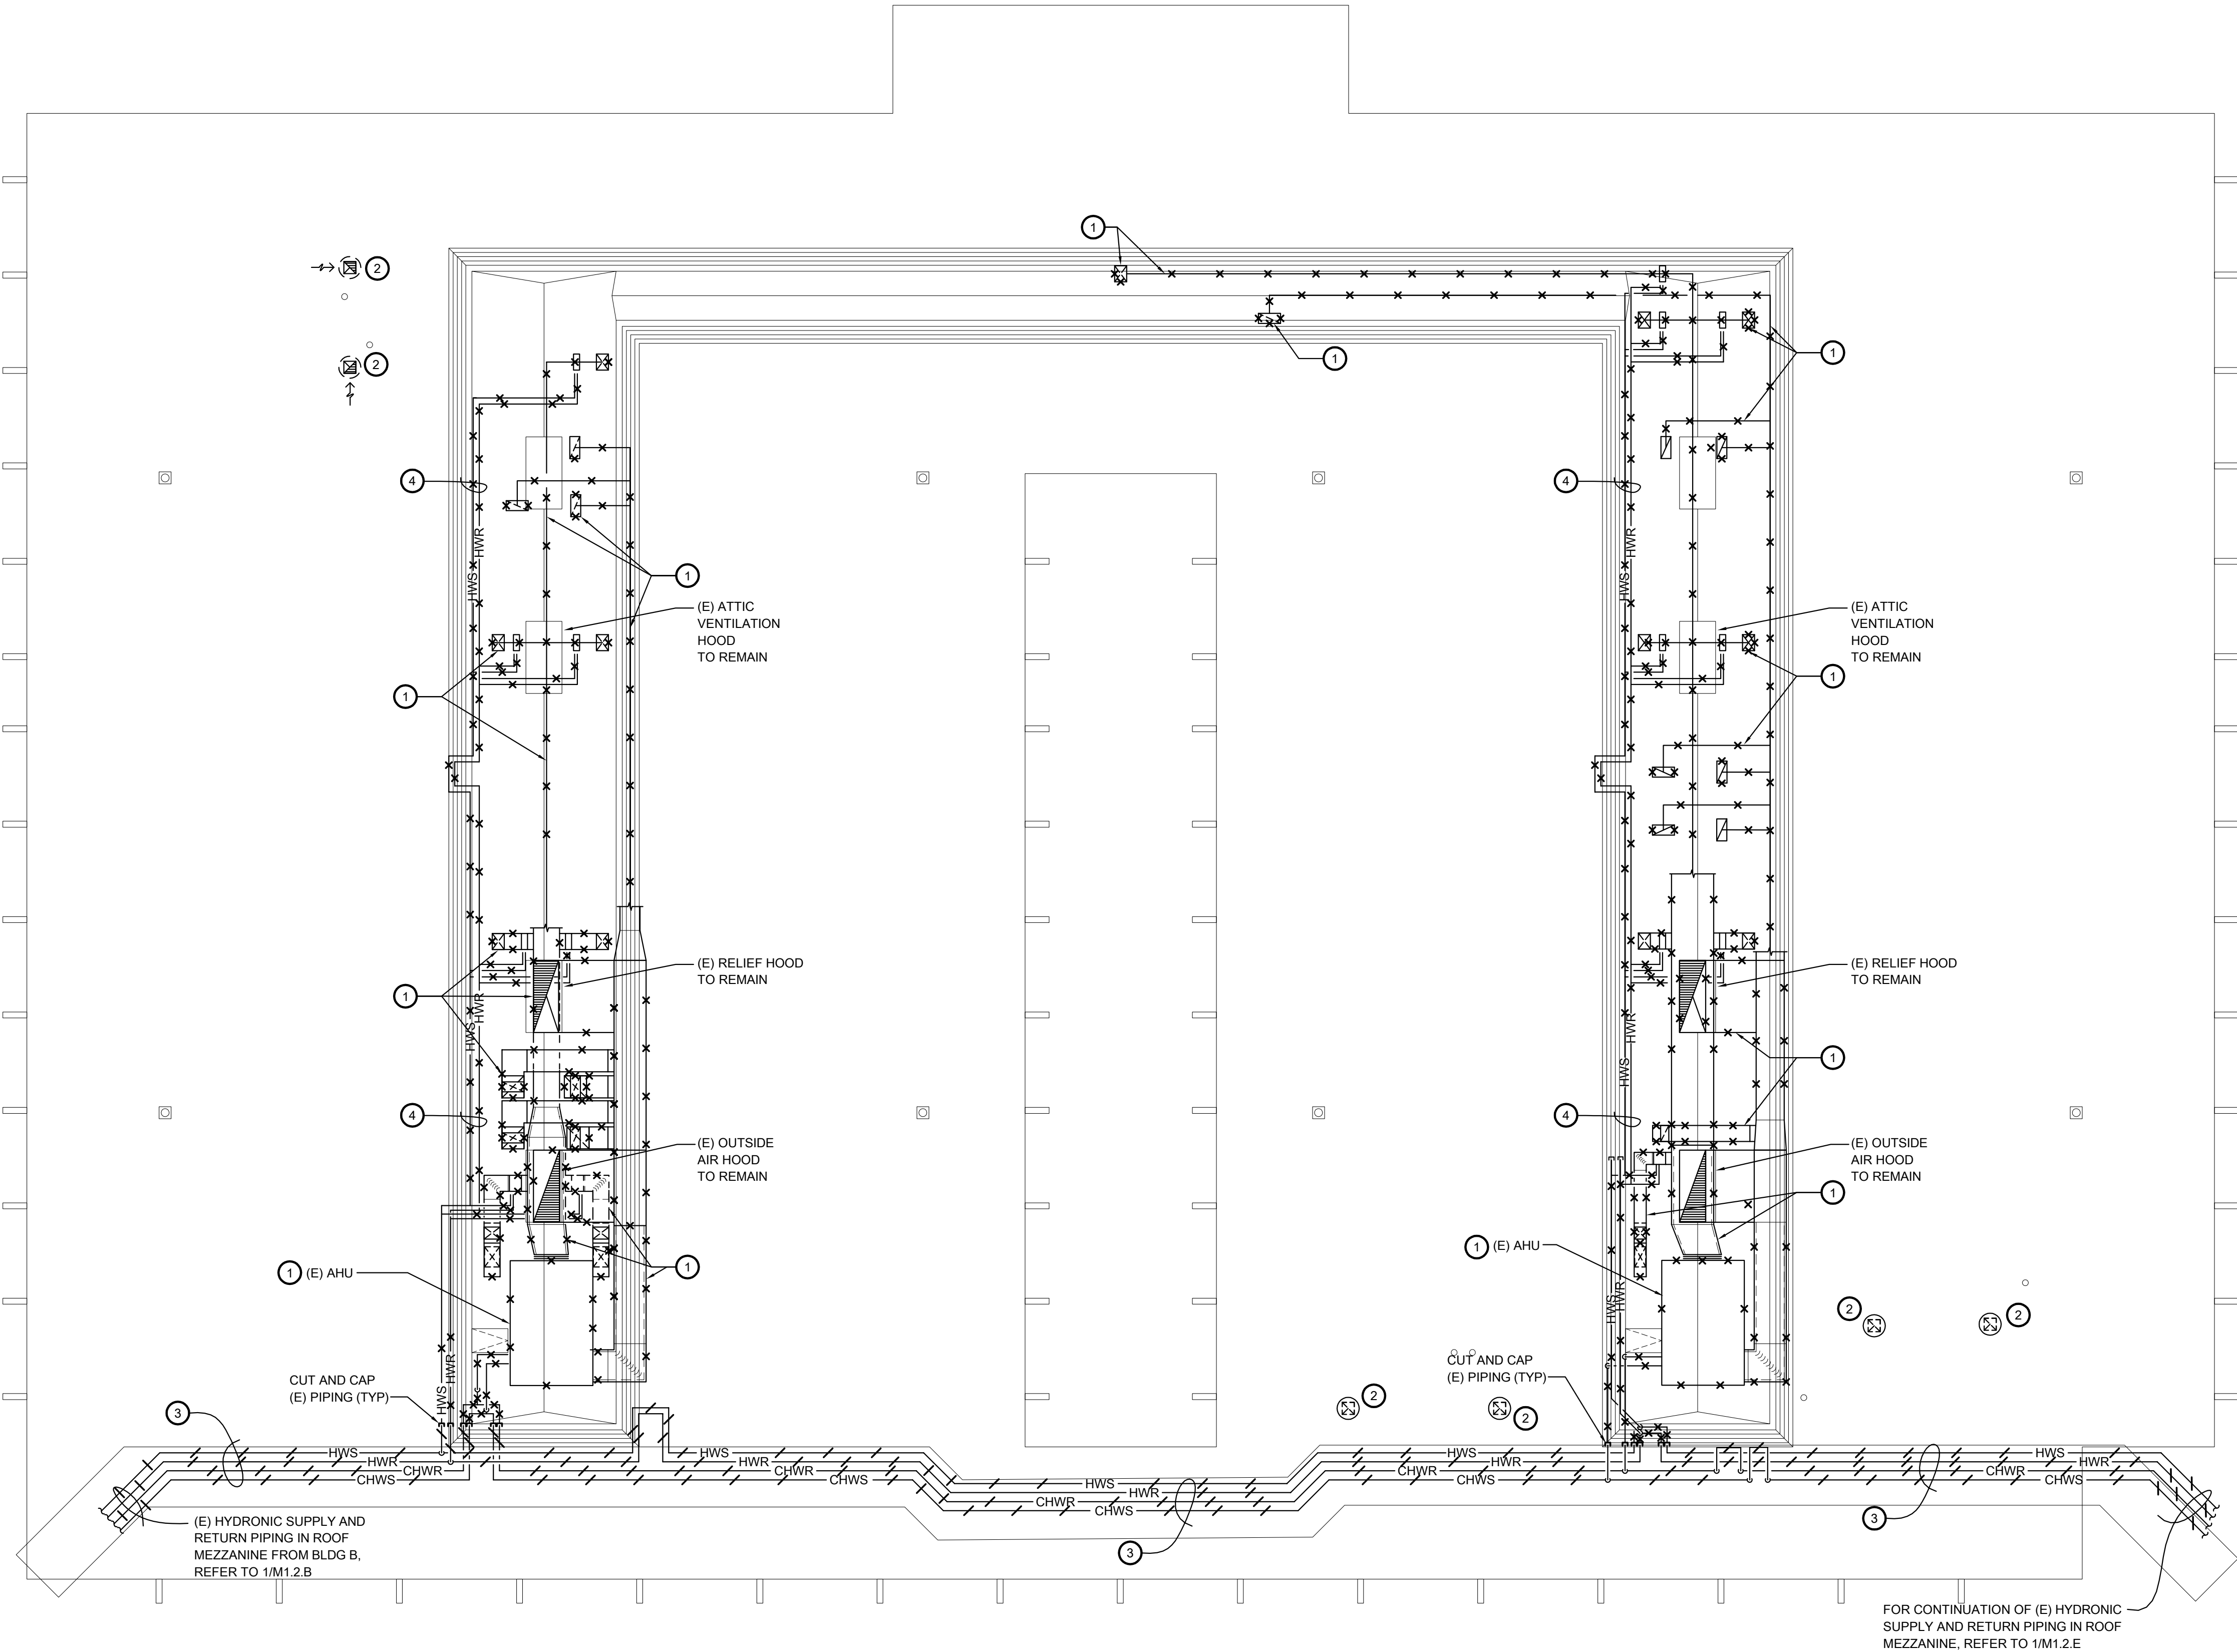 1
2
2
1
1
4
4
HWS
HWR
HWS
HWR
1
(E) ATTIC
VENTILATION
HOOD
TO REMAIN
(E) ATTIC
VENTILATION
HOOD
TO REMAIN
1
1
(E) RELIEF HOOD
TO REMAIN
(E) RELIEF HOOD
TO REMAIN
1
HWS
HWR
HWS
HWR
1
4
4
(E) OUTSIDE
AIR HOOD
TO REMAIN
(E) OUTSIDE
AIR HOOD
TO REMAIN
1
1 (E) AHU
1
1 (E) AHU
HWS
HWR
2
2
CUT AND CAP
(E) PIPING (TYP)
HWS
HWR
CUT AND CAP
(E) PIPING (TYP)
2
2
3
HWS
HWR
CHWR
CHWS
HWS
HWR
CHWR
CHWS
HWS
HWR
CHWR
CHWS
HWS
HWR
CHWR
CHWS
HWS
HWR
CHWR
CHWS
3
3
(E) HYDRONIC SUPPLY AND
RETURN PIPING IN ROOF
MEZZANINE FROM BLDG B,
REFER TO 1/M1.2.B
FOR CONTINUATION OF (E) HYDRONIC
SUPPLY AND RETURN PIPING IN ROOF
MEZZANINE, REFER TO 1/M1.2.E